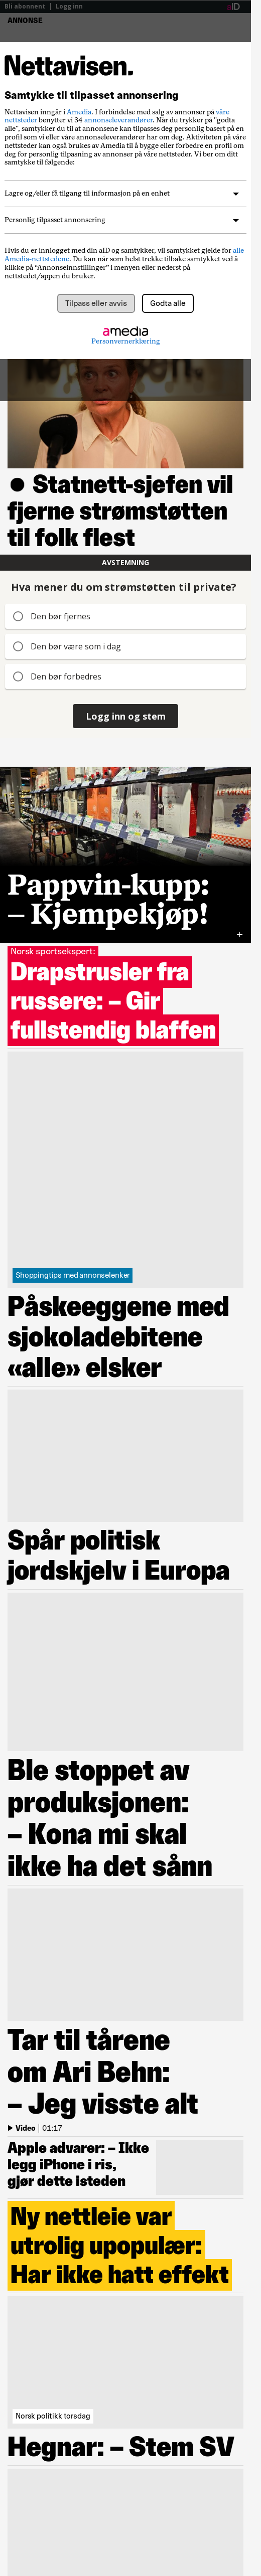 Bli abonnent | Logg inn
aID
ANNONSE
Nettavisen.
Samtykke til tilpasset annonsering
Nettavisen ingår i Amedia. I forbindelse med salg av annonser på våre
nettsteder benyttes vi 34 annonseleverandører. Når du trykker på "godta
alle", samtykker du til at annonsene kan tilpasses deg personlig basert på en
profil som vi eller våre annonseleverandører har om deg. Aktiviteten på våre
nettsteder kan også brukes av Amedia til å bygge eller forbedre en profil om
deg for personlig tilpasning av annonser på våre nettsteder. Vi ber om ditt
samtykke til følgende:
Lagre og/eller få tilgang til informasjon på en enhet
Personlig tilpasset annonsering
Hvis du er innlogget med din aID og samtykker, vil samtykket gjelde for alle
Amedia-nettstedene. Du kan når som helst trekke tilbake samtykket ved å
klikke på “Annonseinnstillinger” i menyen eller nederst på
nettstedet/appen du bruker.
Tilpass eller avvis
Godta alle
amedia
Personvernerklæring
Statnett-sjefen vil
fjerne strømstøtten
til folk flest
AVSTEMNING
Hva mener du om strømstøtten til private?
Den bør fjernes
Den bør være som i dag
Den bør forbedres
Logg inn og stem
Pappvin-kupp:
– Kjempekjøp!
Norsk sportsekspert:
Drapstrusler fra
russere: – Gir
fullstendig blaffen
Shoppingtips med annonselenker
Påskeeggene med
sjokoladebitene
«alle» elsker
Spår politisk
jordskjelv i Europa
Ble stoppet av
produksjonen:
– Kona mi skal
ikke ha det sånn
Tar til tårene
om Ari Behn:
– Jeg visste alt
Video | 01:17
Apple advarer: – Ikke
legg iPhone i ris,
gjør dette isteden
Ny nettleie var
utrolig upopulær:
Har ikke hatt effekt
Norsk politikk torsdag
Hegnar: – Stem SV